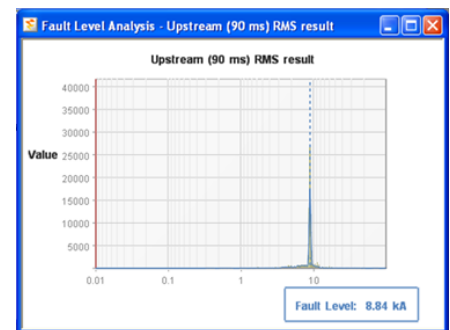 Fault Level Analysis - Upstream (90 ms) RMS result
Upstream (90 ms) RMS result
40000
35000
30000
Value 25000
20000
15000
10000
5000
0.01 0.1 1 10
Fault Level: 8.84 kA